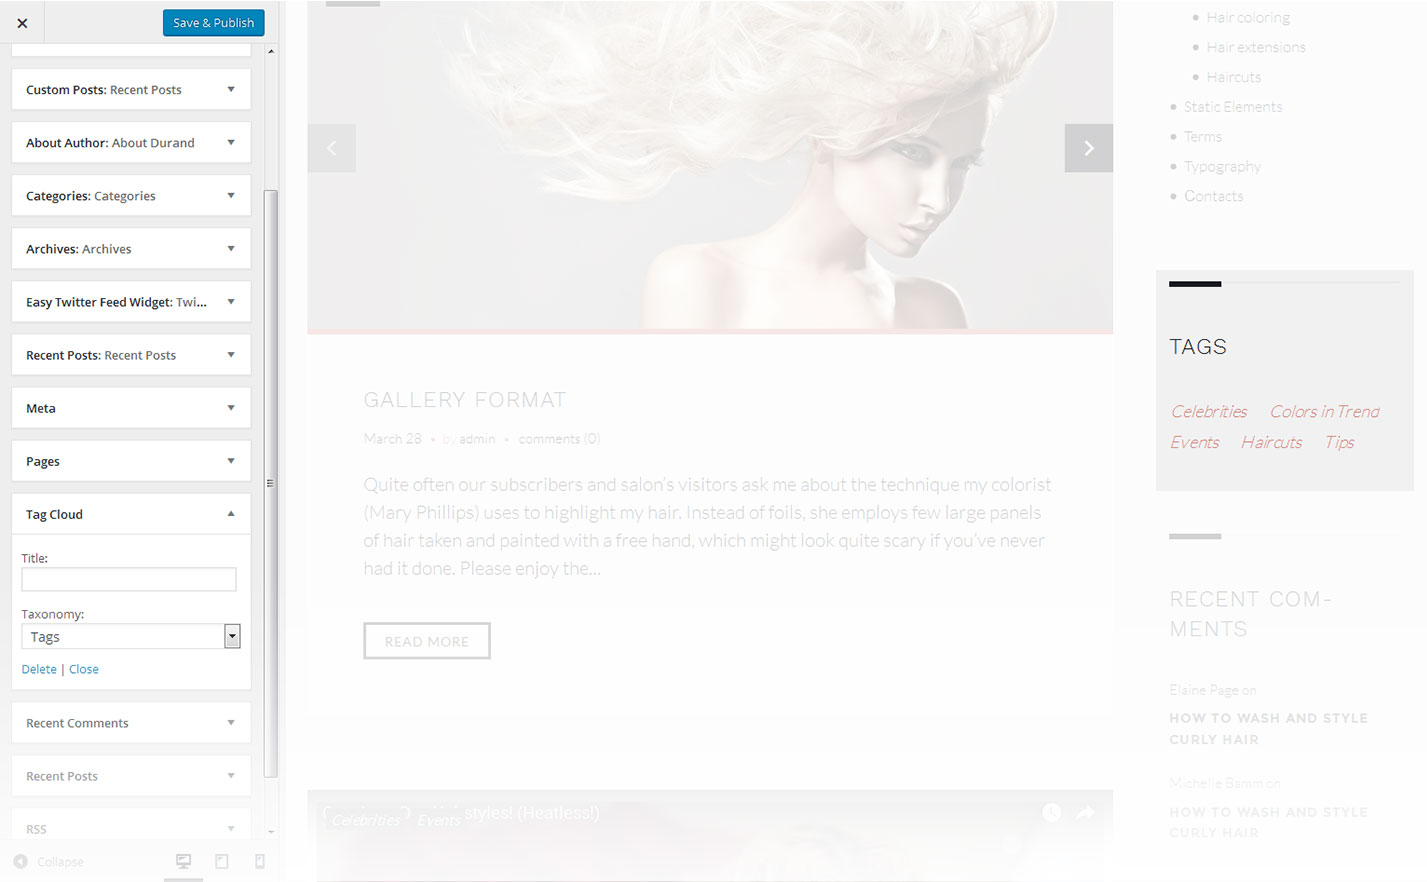 Save & Publish
Custom Posts: Recent Posts
About Author: About Durand
Categories: Categories
Archives: Archives
Easy Twitter Feed Widget: Twi...
Recent Posts: Recent Posts
Meta
Pages
Tag Cloud
Title:
Taxonomy:
Tags
Delete | Close
Recent Comments
Recent Posts
RSS
Collapse
GALLERY FORMAT
March 28 • by admin • comments (0)
Quite often our subscribers and salon’s visitors ask me about the technique my colorist
(Mary Phillips) uses to highlight my hair. Instead of foils, she employs few large panels
of hair taken and painted with a free hand, which might look quite scary if you’ve never
had it done. Please enjoy the...
READ MORE
styles! (Heatless!)
Celebrities Events
Hair coloring
Hair extensions
Haircuts
Static Elements
Terms
Typography
Contacts
TAGS
Celebrities Colors in Trend
Events Haircuts Tips
RECENT COM-
MENTS
Elaine Page on
HOW TO WASH AND STYLE
CURLY HAIR
Michelle Bamm on
HOW TO WASH AND STYLE
CURLY HAIR